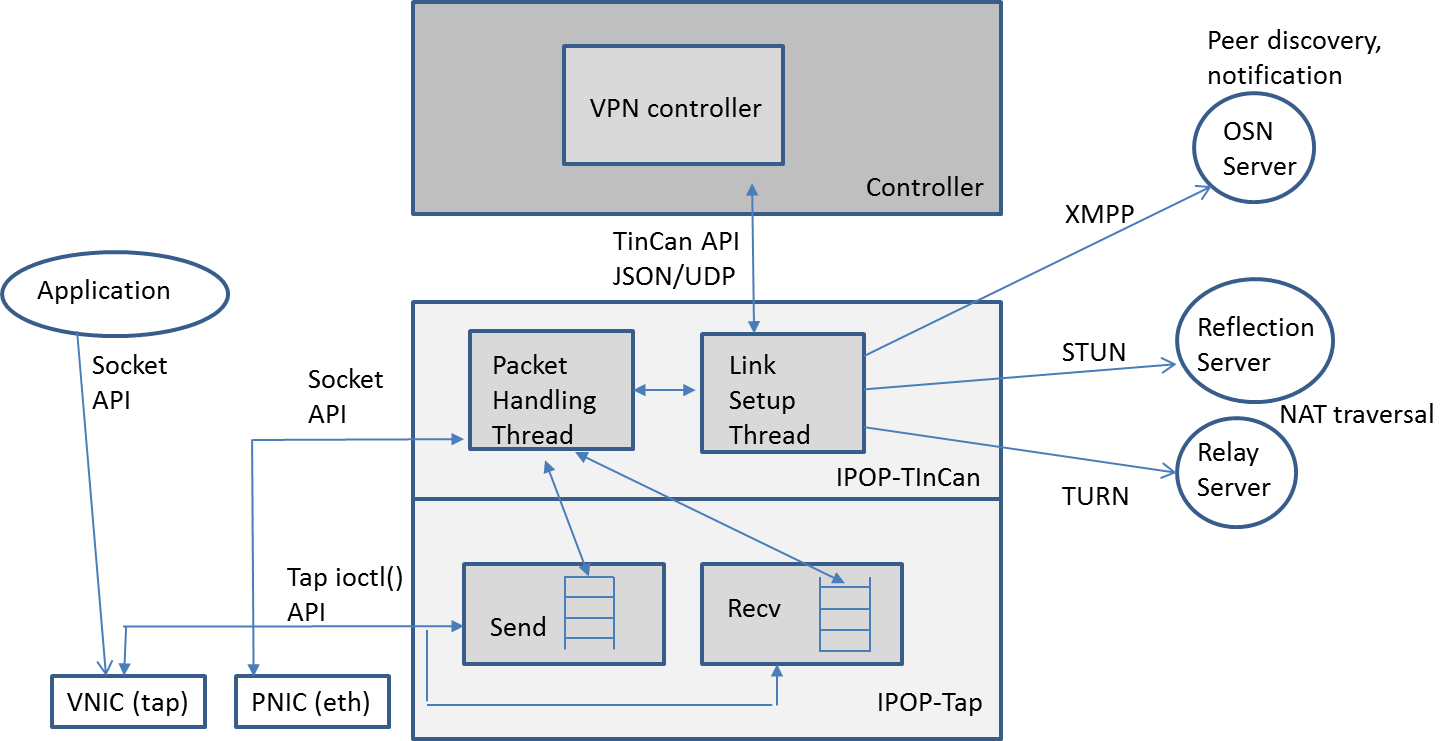 Peer discovery,
notification
VPN controller
OSN
Server
Controller
XMPP
TinCan API
JSON/UDP
Application
Reflection
Server
STUN
Socket
API
Socket
API
Packet
Handling
Thread
Link
Setup
Thread
NAT traversal
IPOP-TInCan
Relay
Server
TURN
Tap ioctl()
API
Send
Recv
VNIC (tap)
PNIC (eth)
IPOP-Tap